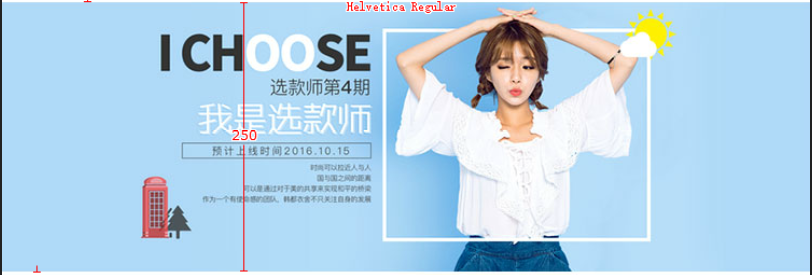 Helvetica Regular
I CHOOSE
选款师第4期
我是选款师
250
预计上线时间2016.10.15
时尚可以拉近人与人
国与国之间的距离
可以是通过对于美的共享来实现和平的桥梁
作为一个有使命感的团队，韩都衣舍不只关注自身的发展